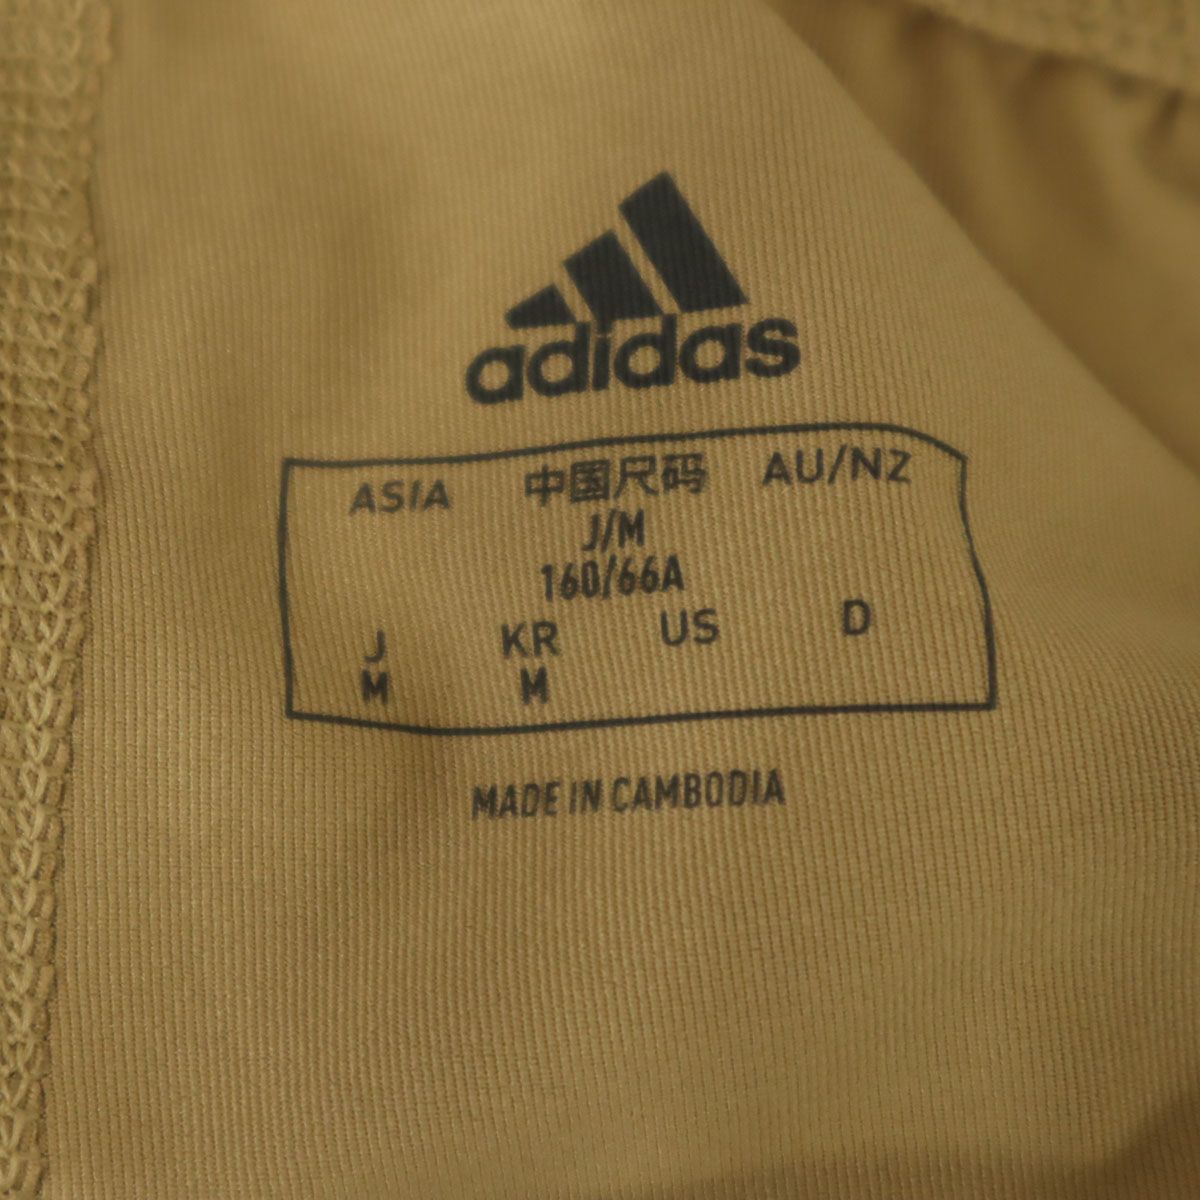 adidas
ASIA 中国尺码 AU/NZ
J/M
160/66A
J KR US D
M M
MADE IN CAMBODIA